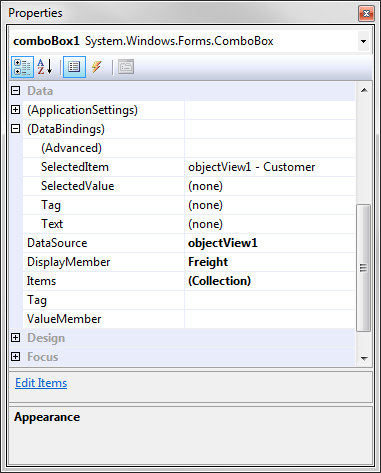 Properties
comboBox1 System.Windows.Forms.ComboBox
Data
(ApplicationSettings)
(DataBindings)
(Advanced)
SelectedItem objectView1 - Customer
SelectedValue (none)
Tag (none)
Text (none)
DataSource objectView1
DisplayMember Freight
Items (Collection)
Tag
ValueMember
Design
Focus
Edit Items
Appearance